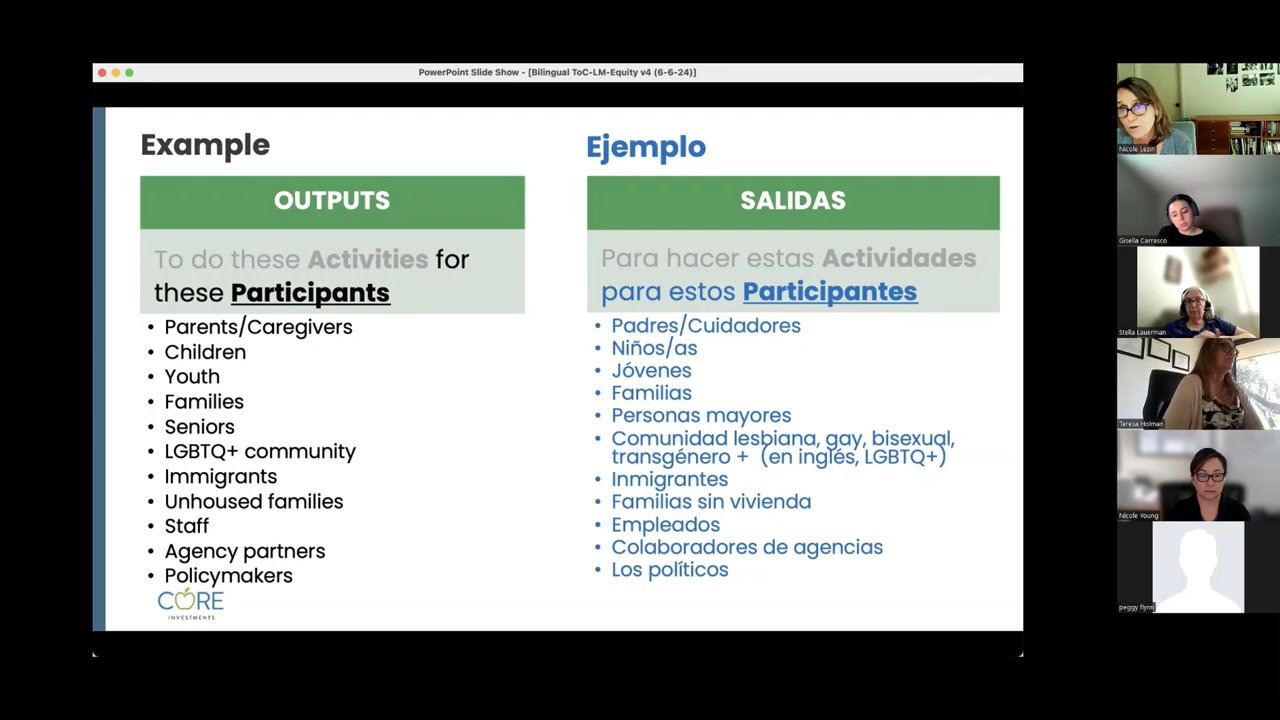 PowerPoint Slide Show - [Bilingual ToC-LM-Equity v4 (6-6-24)]
Example
OUTPUTS
To do these Activities for
these Participants
• Parents/Caregivers
• Children
• Youth
• Families
• Seniors
• LGBTQ+ community
• Immigrants
• Unhoused families
• Staff
• Agency partners
• Policymakers
CORE
INVESTMENTS
Ejemplo
SALIDAS
Para hacer estas Actividades
para estos Participantes
• Padres/Cuidadores
• Niños/as
• Jóvenes
• Familias
• Personas mayores
• Comunidad lesbiana, gay, bisexual,
transgénero + (en inglés, LGBTQ+)
• Inmigrantes
• Familias sin vivienda
• Empleados
• Colaboradores de agencias
• Los políticos
Nicole Lezin
Gisella Carrasco
Stella Lauerman
Teresa Holman
Nicole Young
peggy flynn